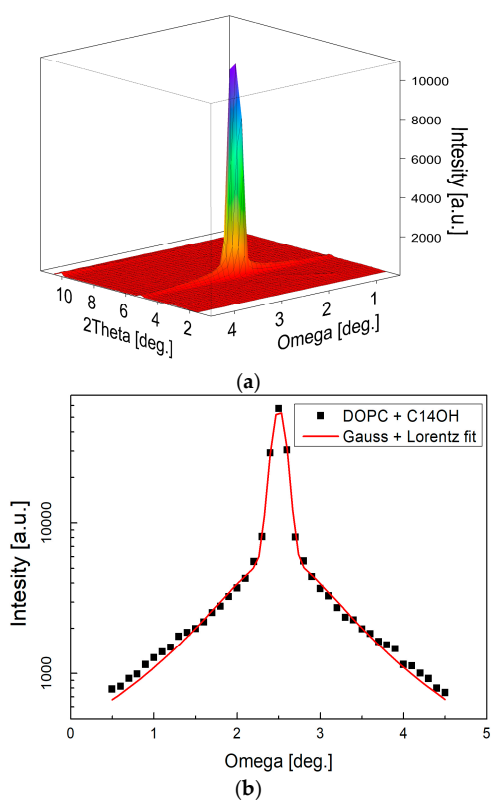 10000
8000
6000
4000
2000
Intesity [a.u.]
10 8 6 4 2
2Theta [deg.]
4 3 2 1
Omega [deg.]
(a)
DOPC + C14OH
Gauss + Lorentz fit
10000
1000
Intesity [a.u.]
0 1 2 3 4 5
Omega [deg.]
(b)